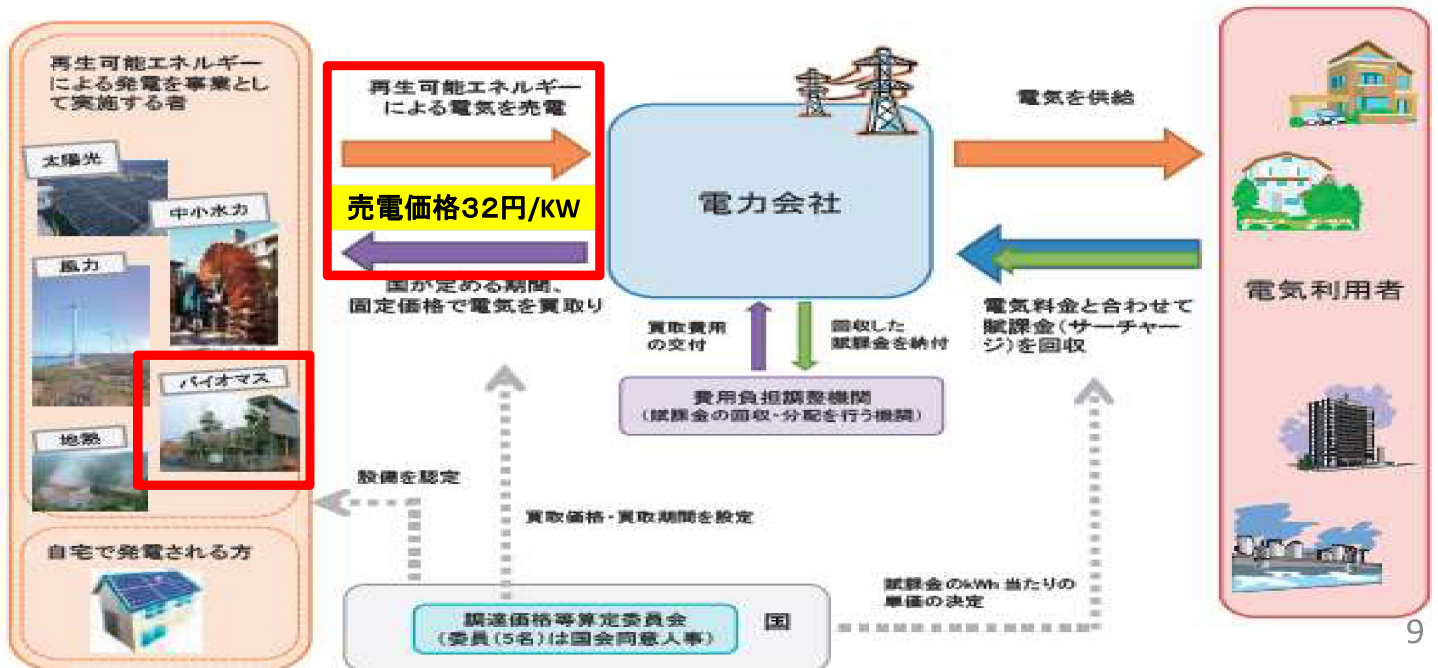 再生可能エネルギー
による発電を事業とし
て実施する者
太陽光
中小水力
風力
バイオマス
地熱
自宅で発電される方
再生可能エネルギー
による電気を売電
売電価格32円/KW
国が定める期間、
固定価格で電気を買取り
電力会社
電気を供給
電気料金と合わせて
賦課金(サーチャー
ジ)を回収
電気利用者
買取費用
の交付
回収した
賦課金を納付
費用負担調整機関
(賦課金の回収・分配を行う機関)
設備を認定
買取価格・買取期間を設定
賦課金のkWh 当たりの
単価の決定
調達価格等算定委員会
(委員(5名)は国会同意人事)
国
9